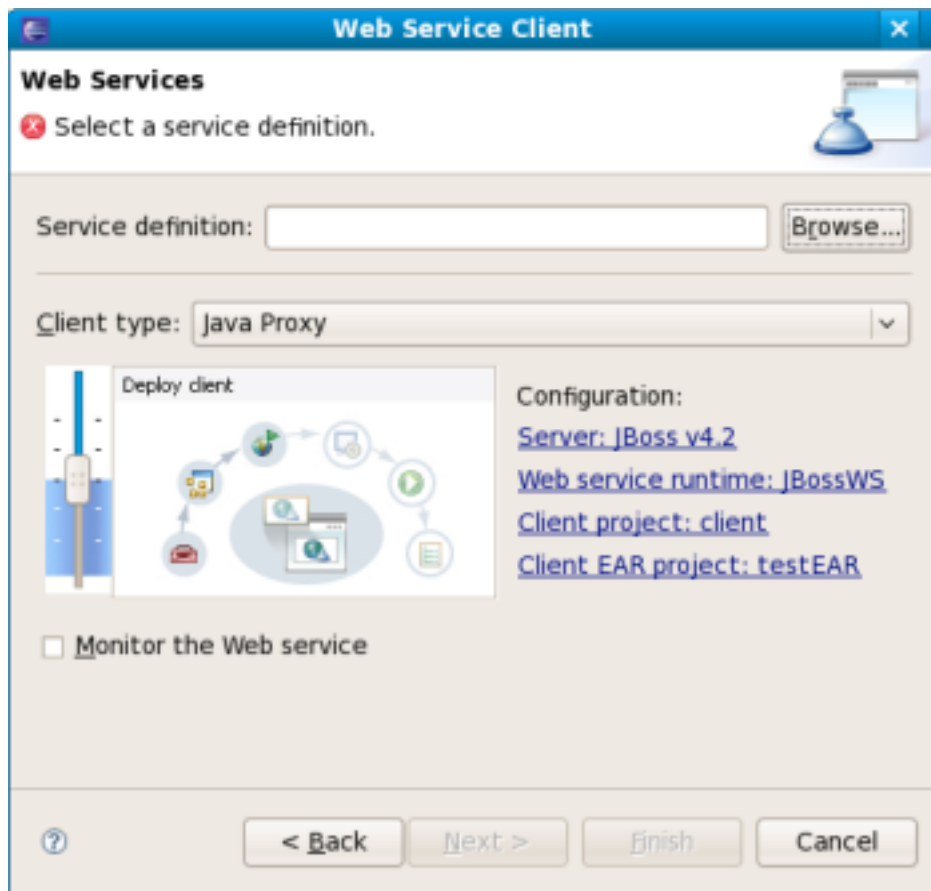 Web Service Client
Web Services
Select a service definition.
Service definition:
Browse...
Client type: Java Proxy
Deploy client
Configuration:
Server: JBoss v4.2
Web service runtime: JBossWS
Client project: client
Client EAR project: testEAR
Monitor the Web service
? < Back Next > Finish Cancel